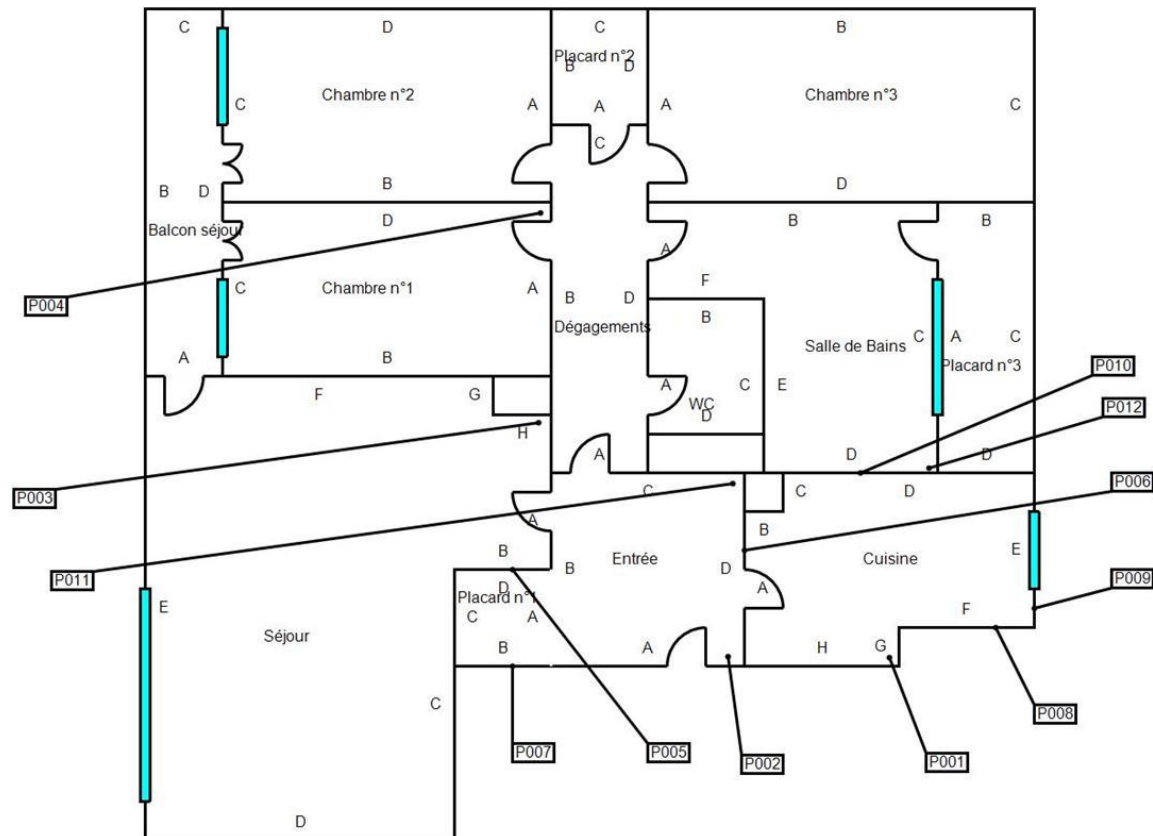 C D C B
Placard n°2
B D
Chambre n°2 Chambre n°3
C A A A C
C
B D B D
D B B
Balcon séjour A
F
C Chambre n°1 A B D
P004
Dégagements B
Salle de Bains C A C
A B A C E Placard n°3
P010
F G WC
D
P012
H
A D D
P003
C C D P006
A B
B Entrée Cuisine E
P011 B D
D A P009
Placard n°1
E C A F
Séjour
B A H G
C
P008
P007 P005 P002 P001
D